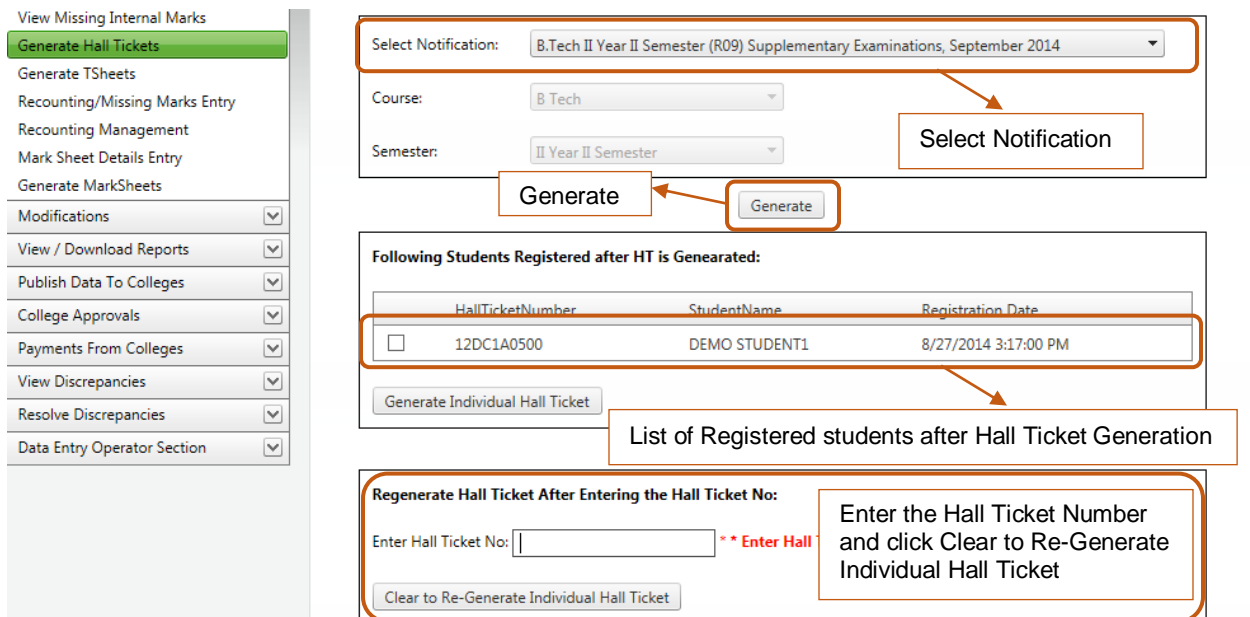 View Missing Internal Marks
Generate Hall Tickets
Generate TSheets
Recounting/Missing Marks Entry
Recounting Management
Mark Sheet Details Entry
Generate MarkSheets
Modifications
View / Download Reports
Publish Data To Colleges
College Approvals
Payments From Colleges
View Discrepancies
Resolve Discrepancies
Data Entry Operator Section
Select Notification: B.Tech II Year II Semester (R09) Supplementary Examinations, September 2014
Course: B Tech
Select Notification
Semester: II Year II Semester
Generate
Generate
Following Students Registered after HT is Genearated:
HallTicketNumber StudentName Registration Date
12DC1A0500 DEMO STUDENT1 8/27/2014 3:17:00 PM
Generate Individual Hall Ticket
List of Registered students after Hall Ticket Generation
Regenerate Hall Ticket After Entering the Hall Ticket No:
Enter Hall Ticket No: * * Enter Hall
Enter the Hall Ticket Number
and click Clear to Re-Generate
Individual Hall Ticket
Clear to Re-Generate Individual Hall Ticket